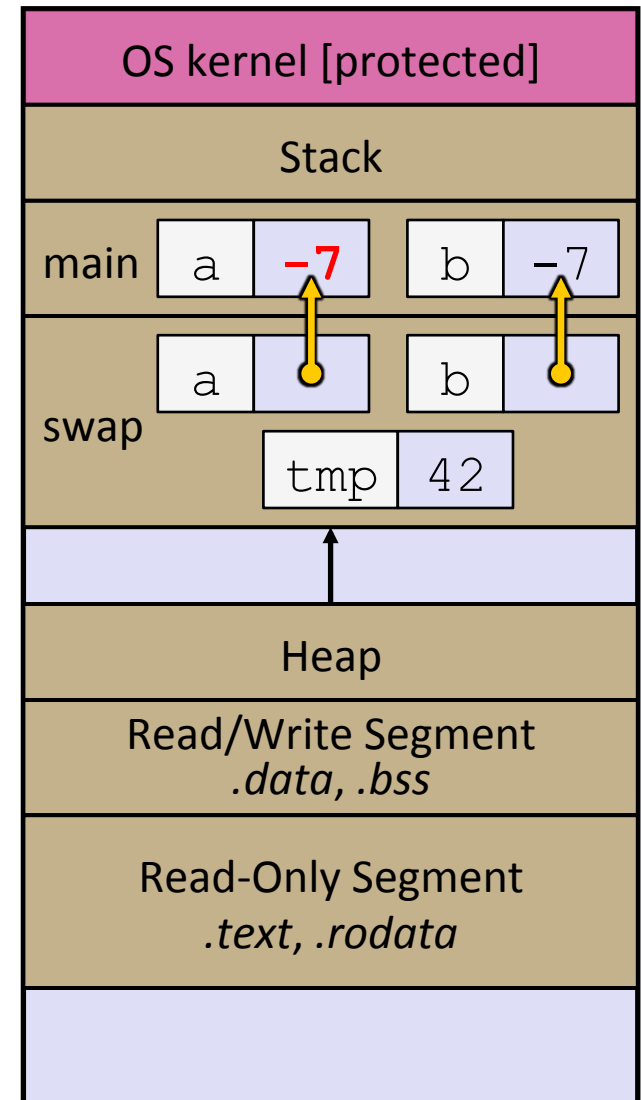 OS kernel [protected]
Stack
main a -7 b -7
swap a b
tmp 42
Heap
Read/Write Segment
.data, .bss
Read-Only Segment
.text, .rodata